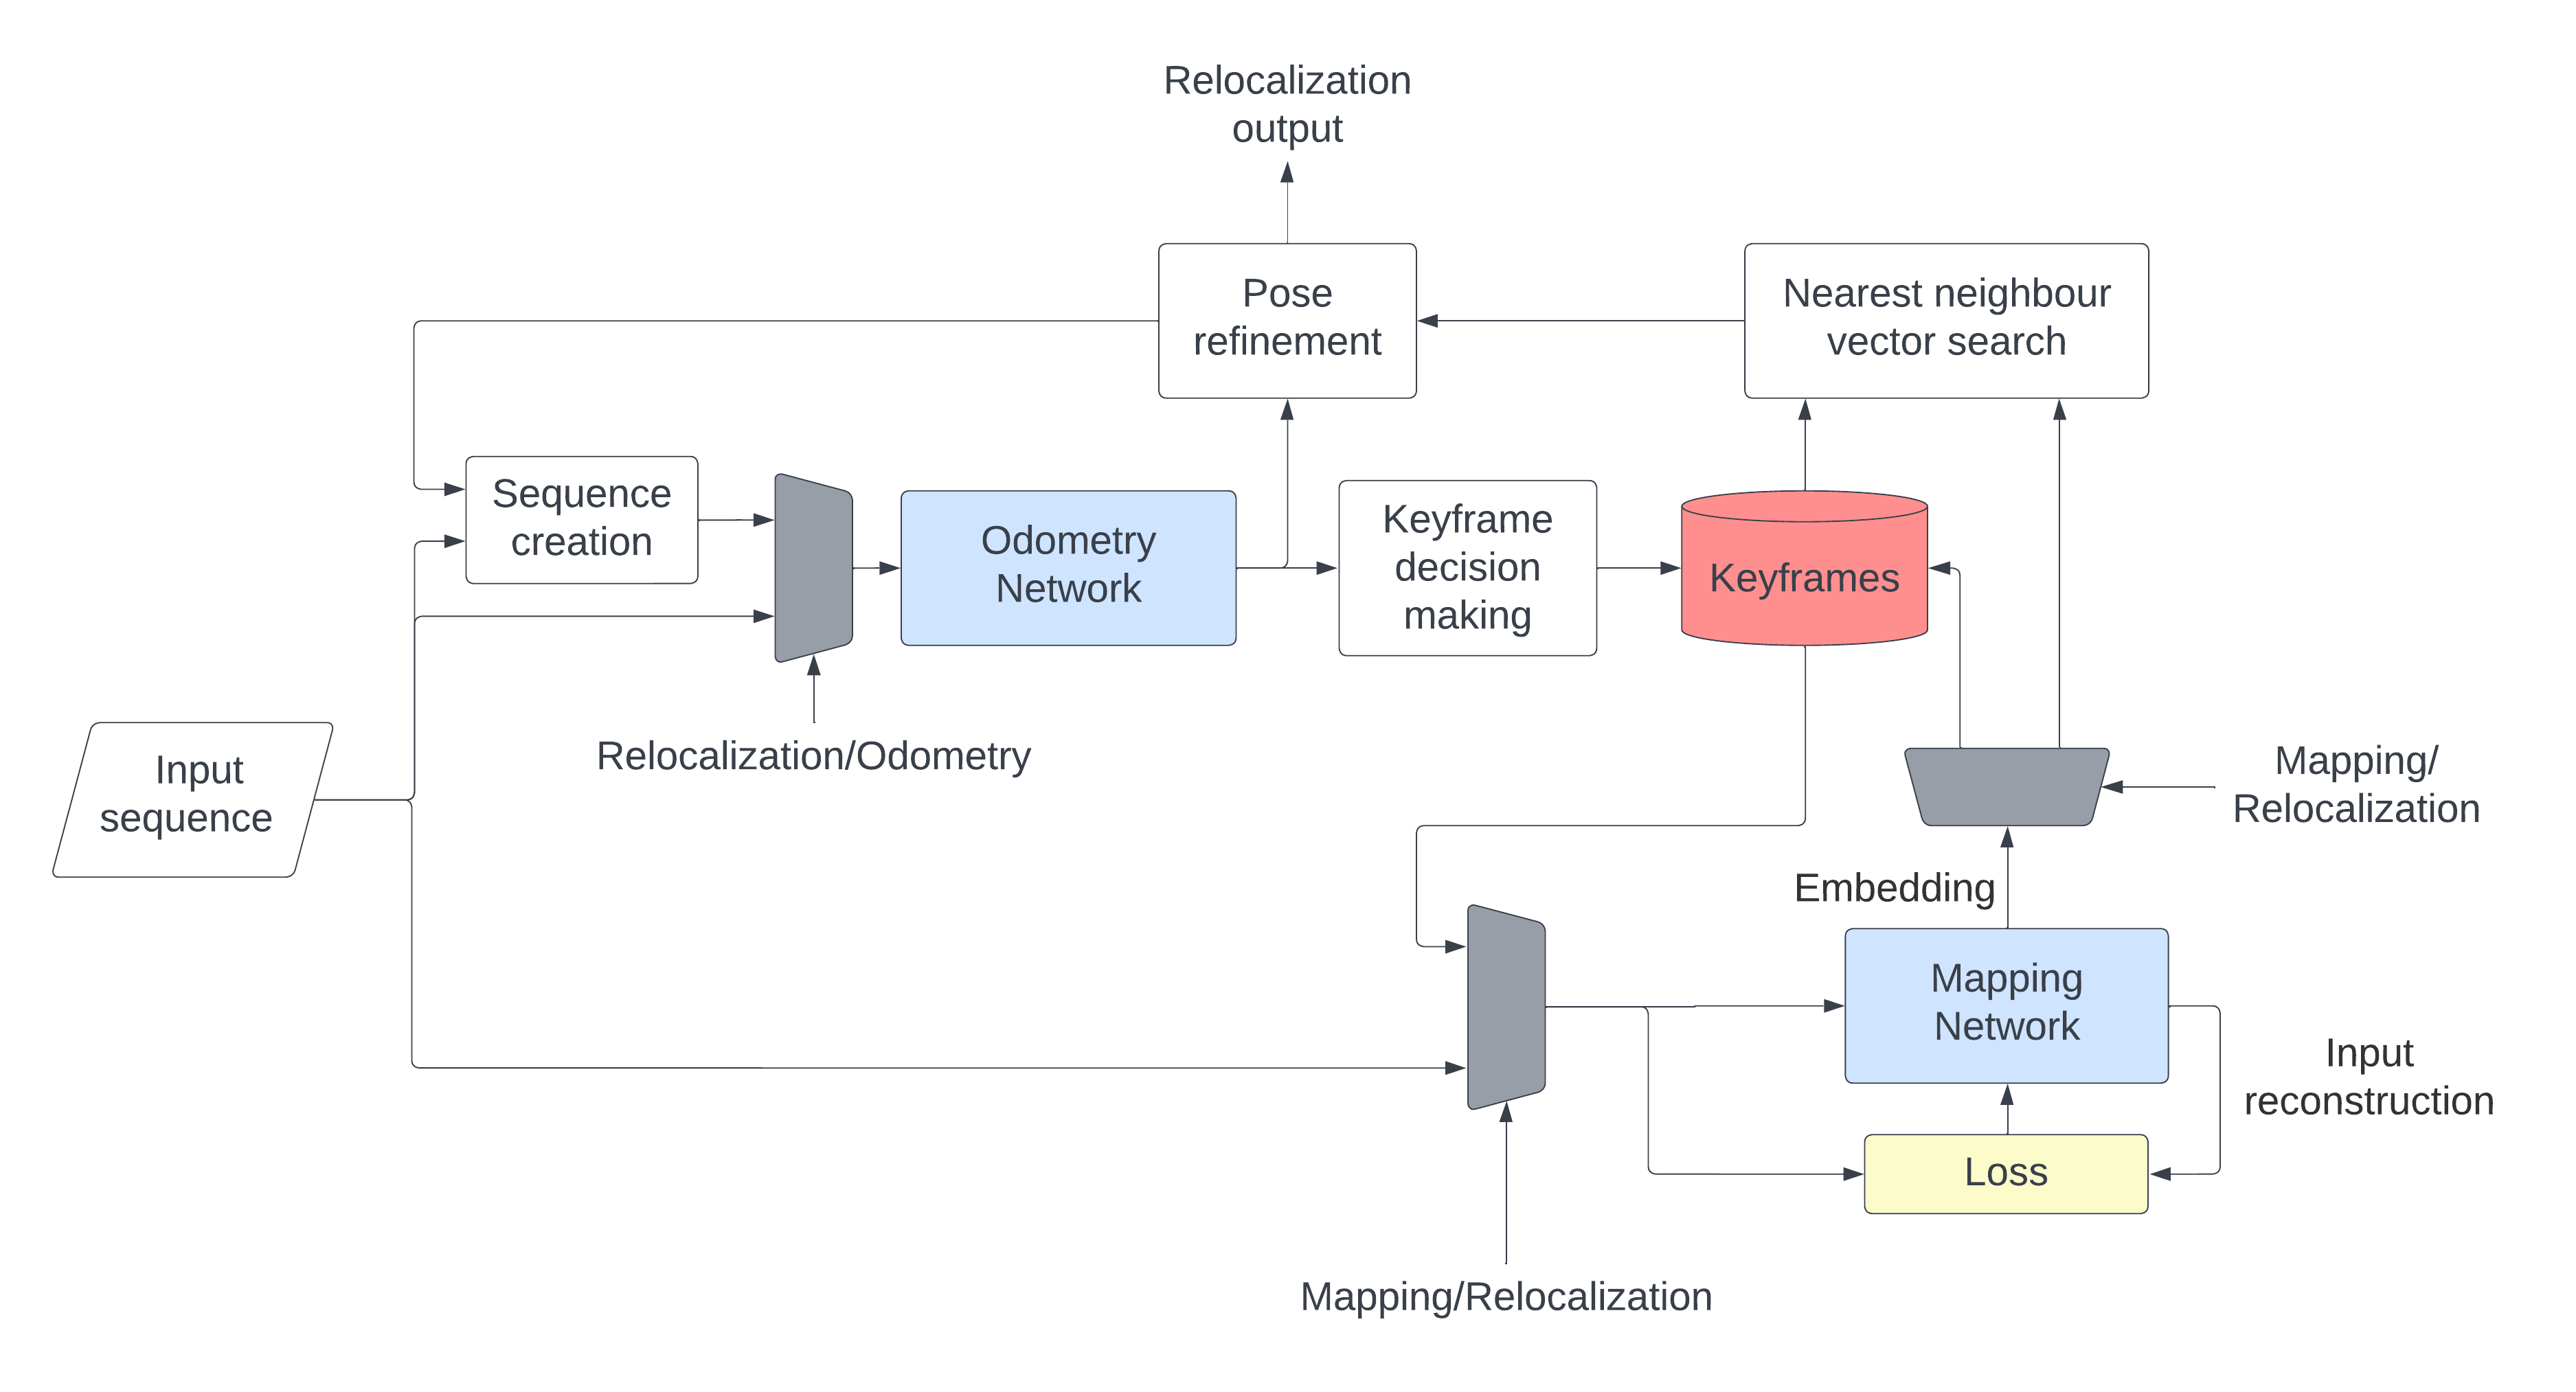 Relocalization
output
Pose
refinement
Nearest neighbour
vector search
Sequence
creation
Odometry
Network
Keyframe
decision
making
Keyframes
Relocalization/Odometry
Input
sequence
Mapping/
Relocalization
Embedding
Mapping
Network
Input
reconstruction
Loss
Mapping/Relocalization